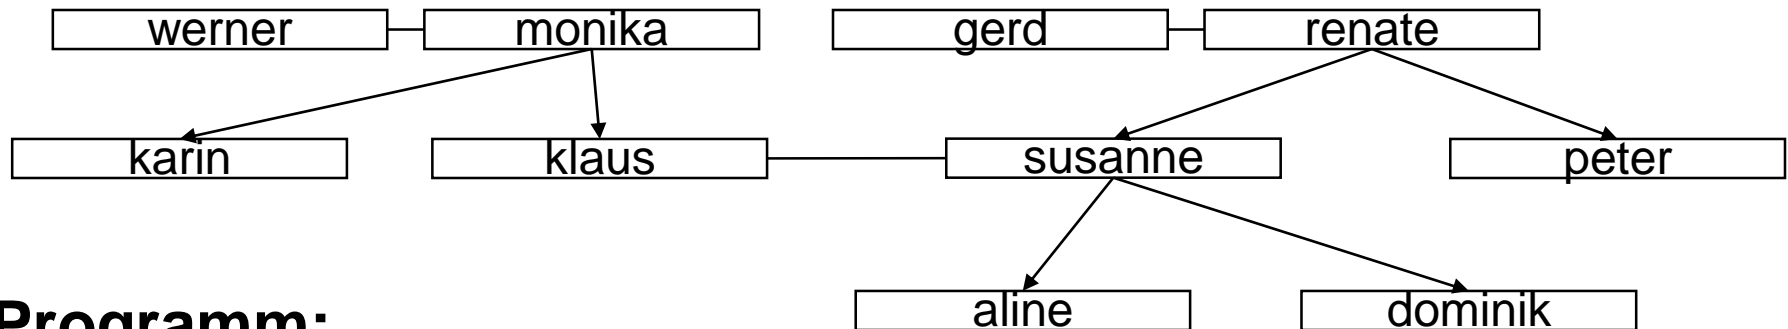 werner monika gerd renate
karin klaus susanne peter
aline dominik
Programm: